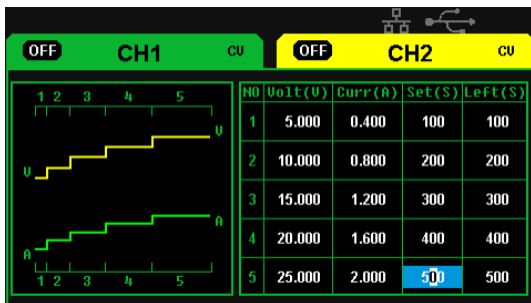 OFF CH1 CV OFF CH2 CV
1 2 3 4 5
V
V
A
A
1 2 3 4 5
NO Volt(V) Curr(A) Set(S) Left(S)
1 5.000 0.400 100 100
2 10.000 0.800 200 200
3 15.000 1.200 300 300
4 20.000 1.600 400 400
5 25.000 2.000 500 500